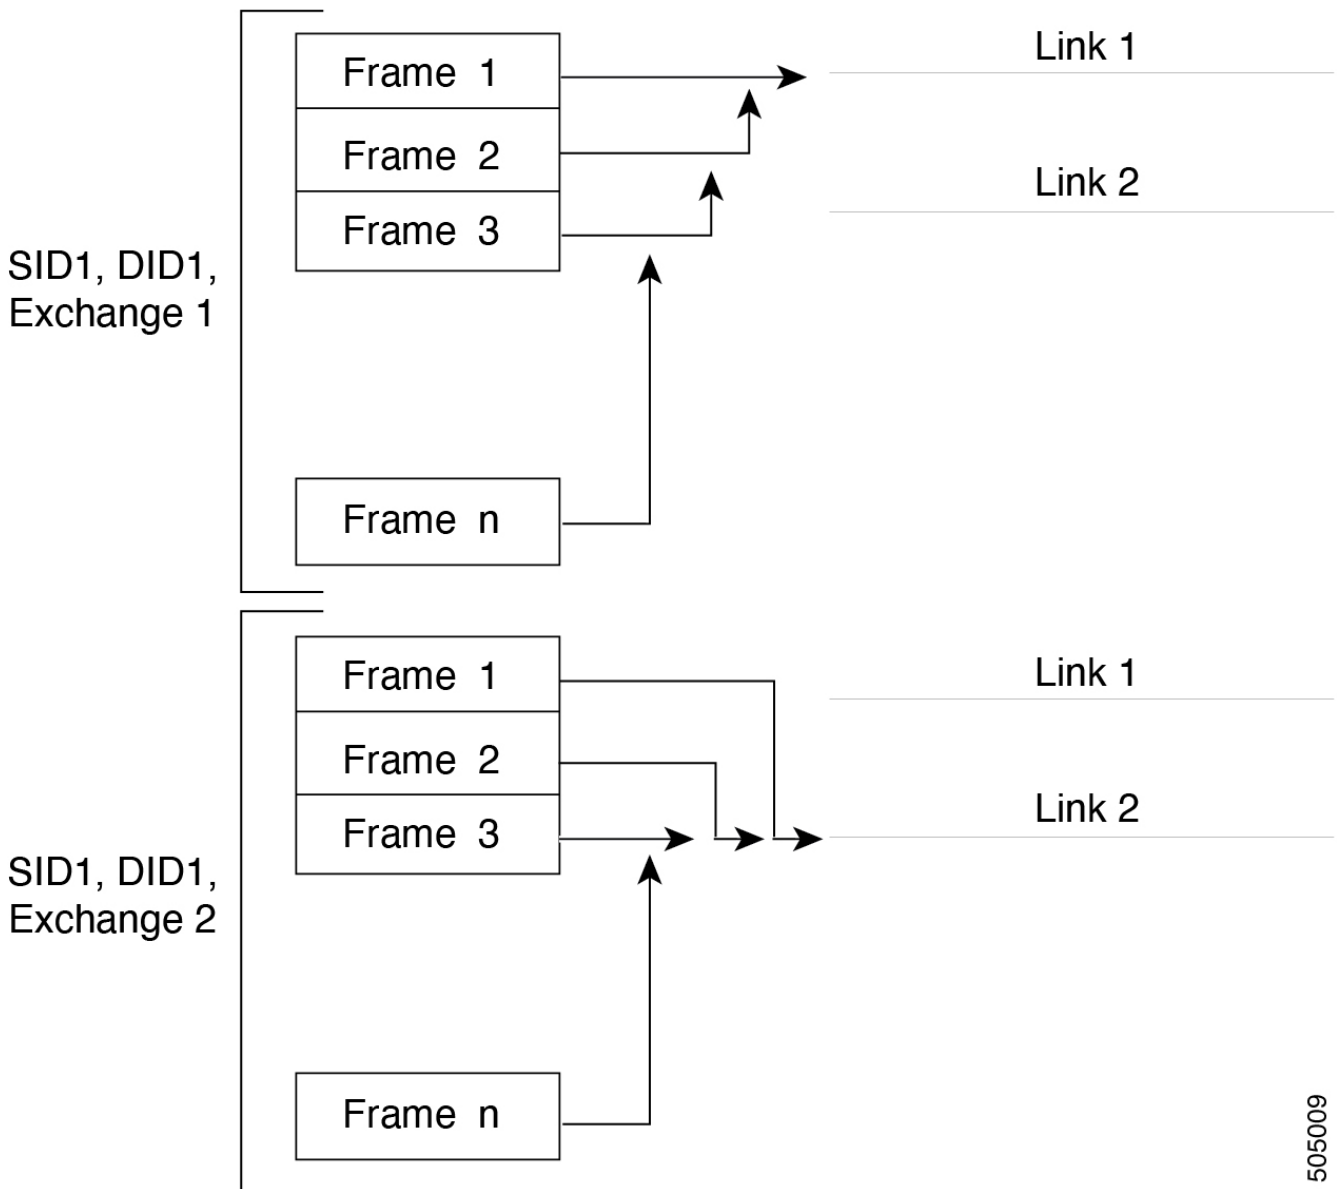 Frame 1
Frame 2
Frame 3
Frame n
SID1, DID1,
Exchange 1
Link 1
Link 2
Frame 1
Frame 2
Frame 3
Frame n
SID1, DID1,
Exchange 2
Link 1
Link 2
505009